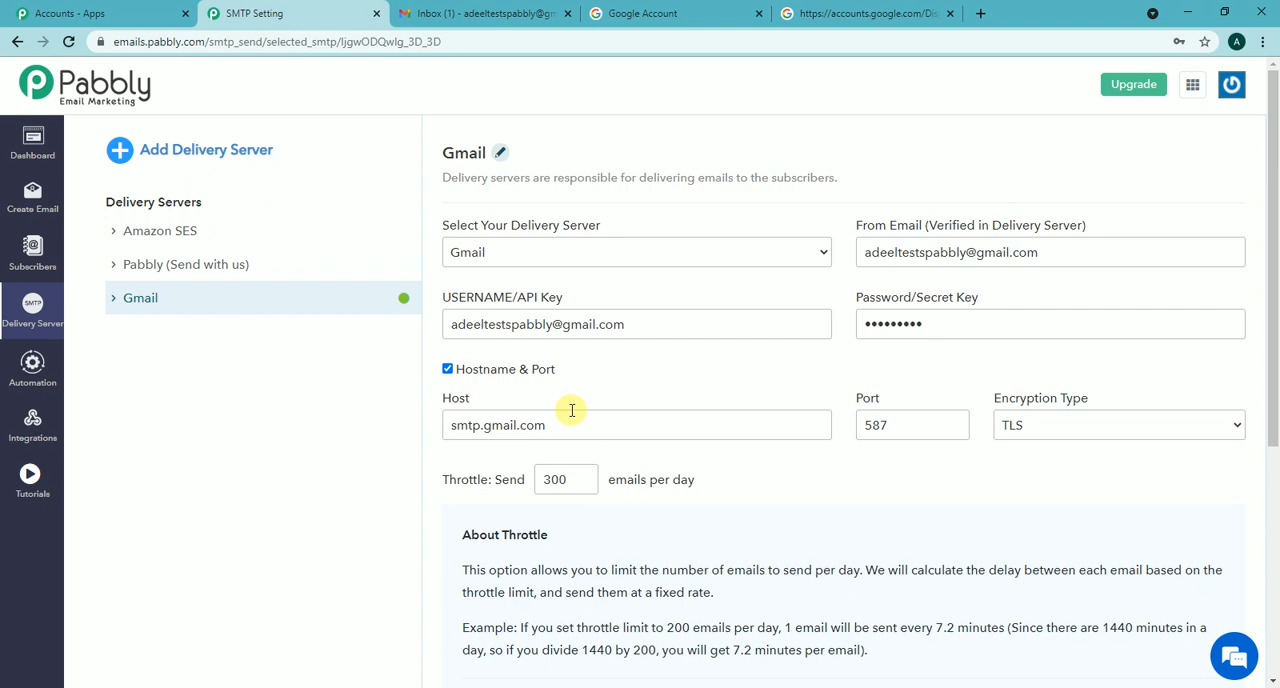 Accounts - Apps
SMTP Setting
Inbox (1) - adeeltestspabbly@gm
Google Account
https://accounts.google.com/Dis
emails.pabbly.com/smtp_send/selected_smtp/ljgwODQwlg_3D_3D
A
Pabbly
Email Marketing
Upgrade
Dashboard
Create Email
Subscribers
SMTP
Delivery Server
Automation
Integrations
Tutorials
Add Delivery Server
Delivery Servers
Amazon SES
Pabbly (Send with us)
Gmail
Gmail
Delivery servers are responsible for delivering emails to the subscribers.
Select Your Delivery Server
From Email (Verified in Delivery Server)
Gmail
adeeltestspabbly@gmail.com
USERNAME/API Key
Password/Secret Key
adeeltestspabbly@gmail.com
•••••••••
Hostname & Port
Host
Port
Encryption Type
smtp.gmail.com
587
TLS
Throttle: Send 300 emails per day
About Throttle
This option allows you to limit the number of emails to send per day. We will calculate the delay between each email based on the
throttle limit, and send them at a fixed rate.
Example: If you set throttle limit to 200 emails per day, 1 email will be sent every 7.2 minutes (Since there are 1440 minutes in a
day, so if you divide 1440 by 200, you will get 7.2 minutes per email).